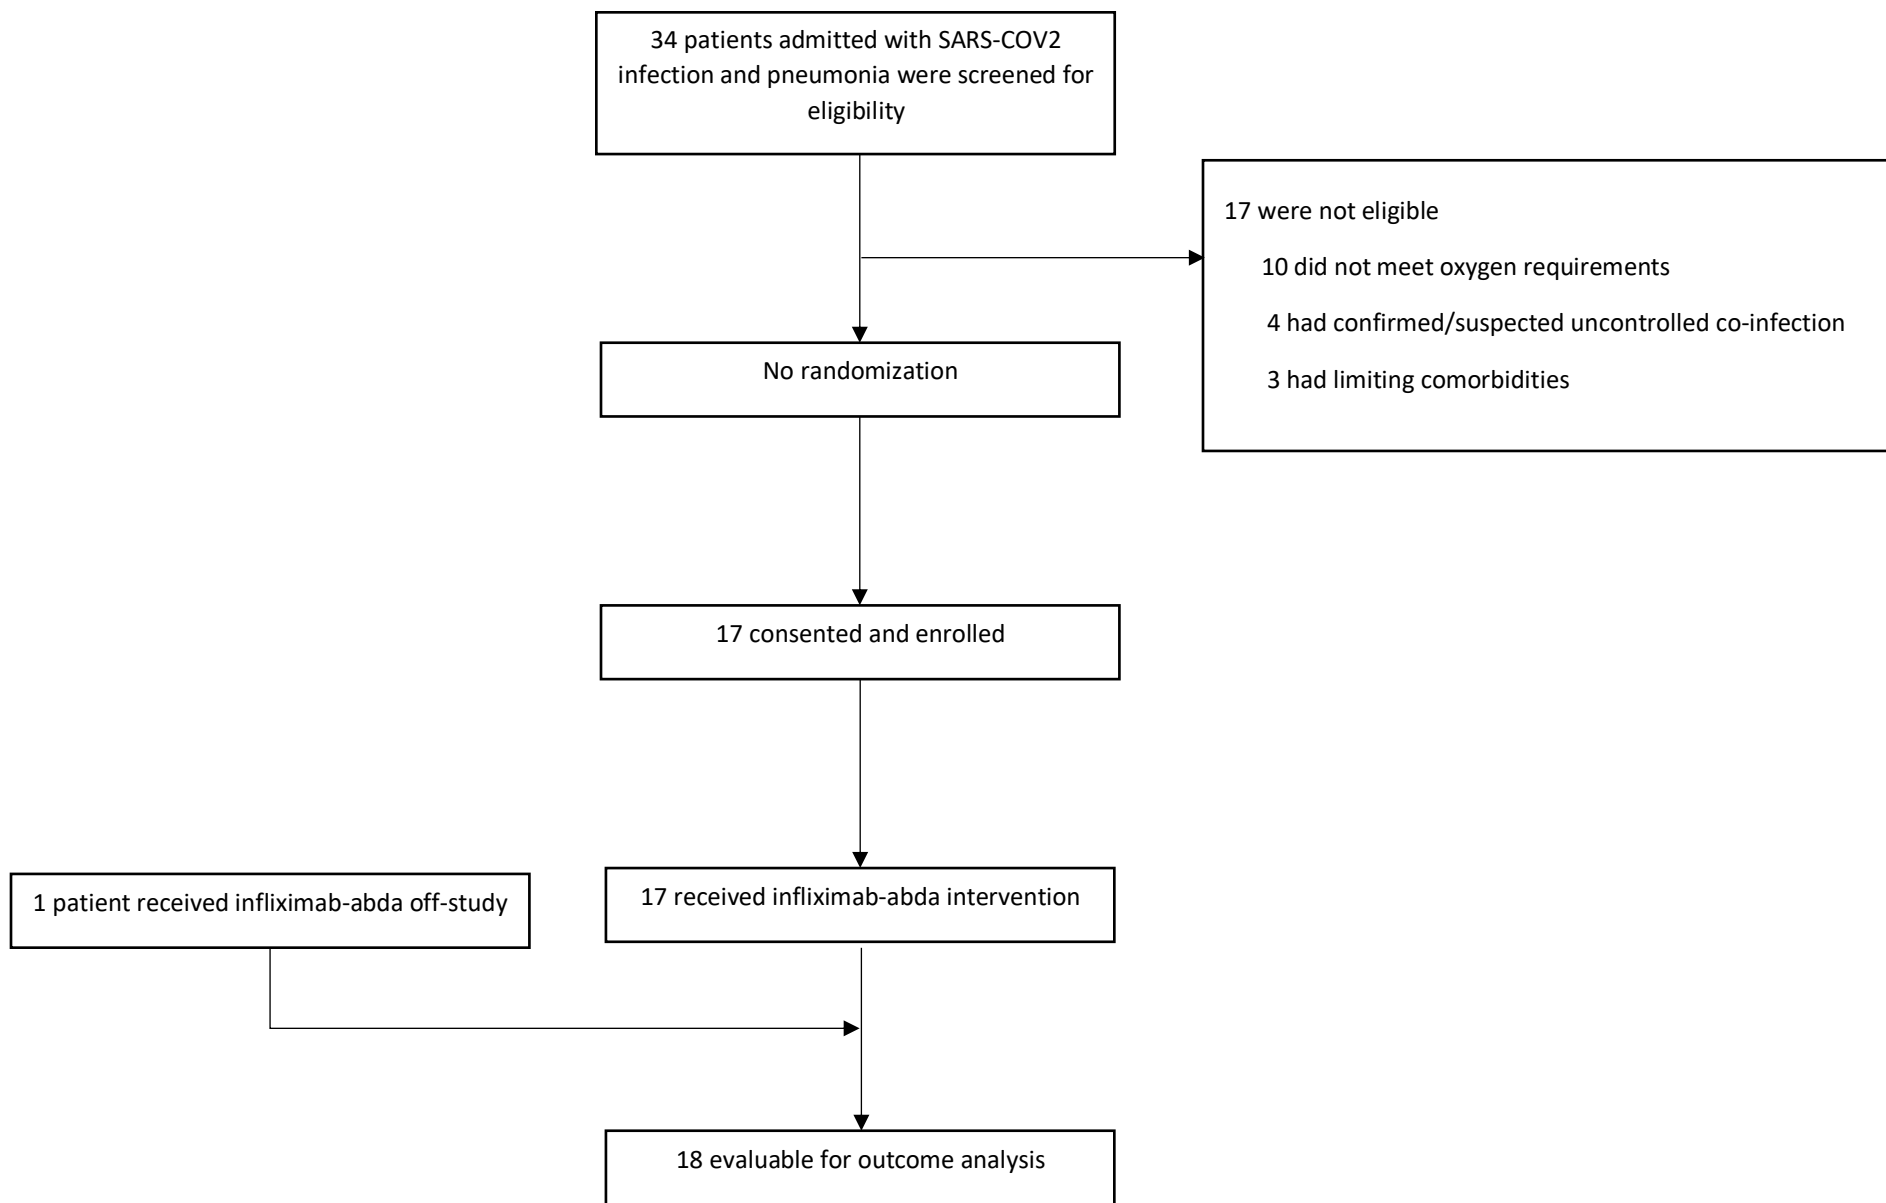 34 patients admitted with SARS-COV2
infection and pneumonia were screened for
eligibility
17 were not eligible
10 did not meet oxygen requirements
4 had confirmed/suspected uncontrolled co-infection
3 had limiting comorbidities
No randomization
17 consented and enrolled
1 patient received infliximab-abda off-study
17 received infliximab-abda intervention
18 evaluable for outcome analysis